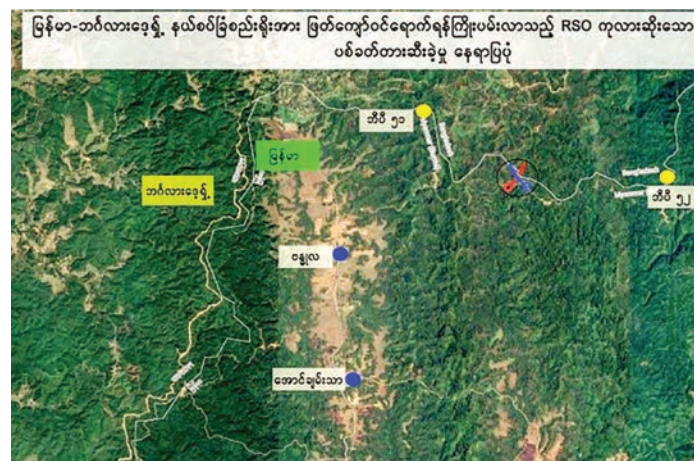 မြန်မာ-ဘင်္ဂလားဒေ့ရှ် နယ်စပ်ခြံစည်းရိုးအား ဖြတ်ကျော်ဝင်ရောက်ရန်ကြိုးပမ်းလာသည့် RSO ကုလားဆိုးသော
ပစ်ခတ်တားဆီးခဲ့မှု နေရာပြပုံ
ဘီပီ ၅၁
မြန်မာ
ဘင်္ဂလားဒေ့ရှ်
ဘီပီ ၅၂
ဗန္ဓုလ
အောင်ချမ်းသာ